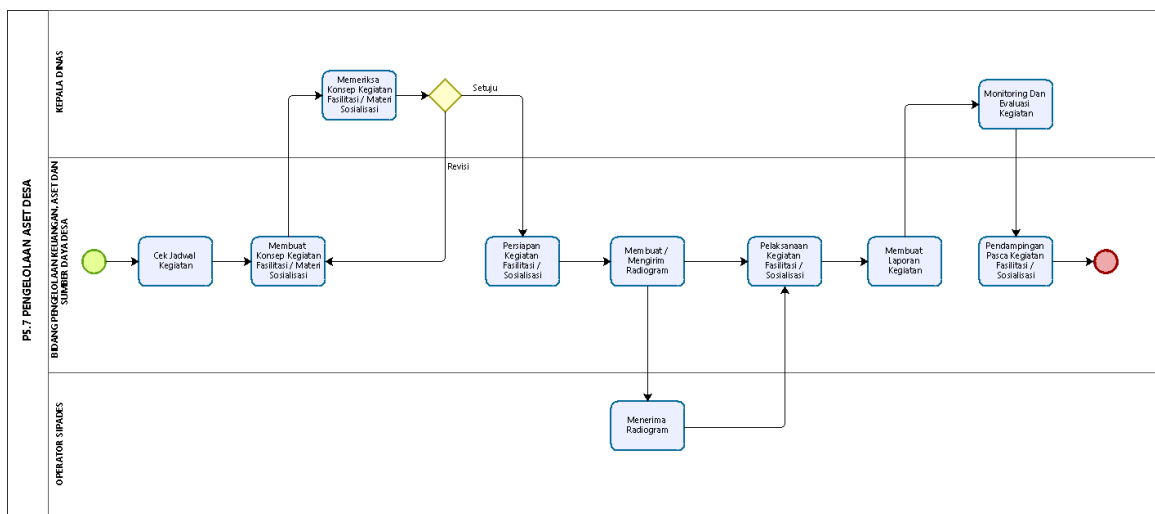 P5.7 PENGELOLAAN ASET DESA
KEPALA DINAS
Memeriksa
Konsep Kegiatan
Fasilitasi / Materi
Sosialisasi
Setuju
Revisi
Monitoring Dan
Evaluasi
Kegiatan
BIDANG PENGELOLAAN KEUANGAN, ASET DAN
SUMBER DAYA DESA
Cek Jadwal
Kegiatan
Membuat
Konsep Kegiatan
Fasilitasi / Materi
Sosialisasi
Persiapan
Kegiatan
Fasilitasi /
Sosialisasi
Membuat /
Mengirim
Radiogram
Pelaksanaan
Kegiatan
Fasilitasi /
Sosialisasi
Membuat
Laporan
Kegiatan
Pendampingan
Pasca Kegiatan
Fasilitasi /
Sosialisasi
OPERATOR SIPADES
Menerima
Radiogram